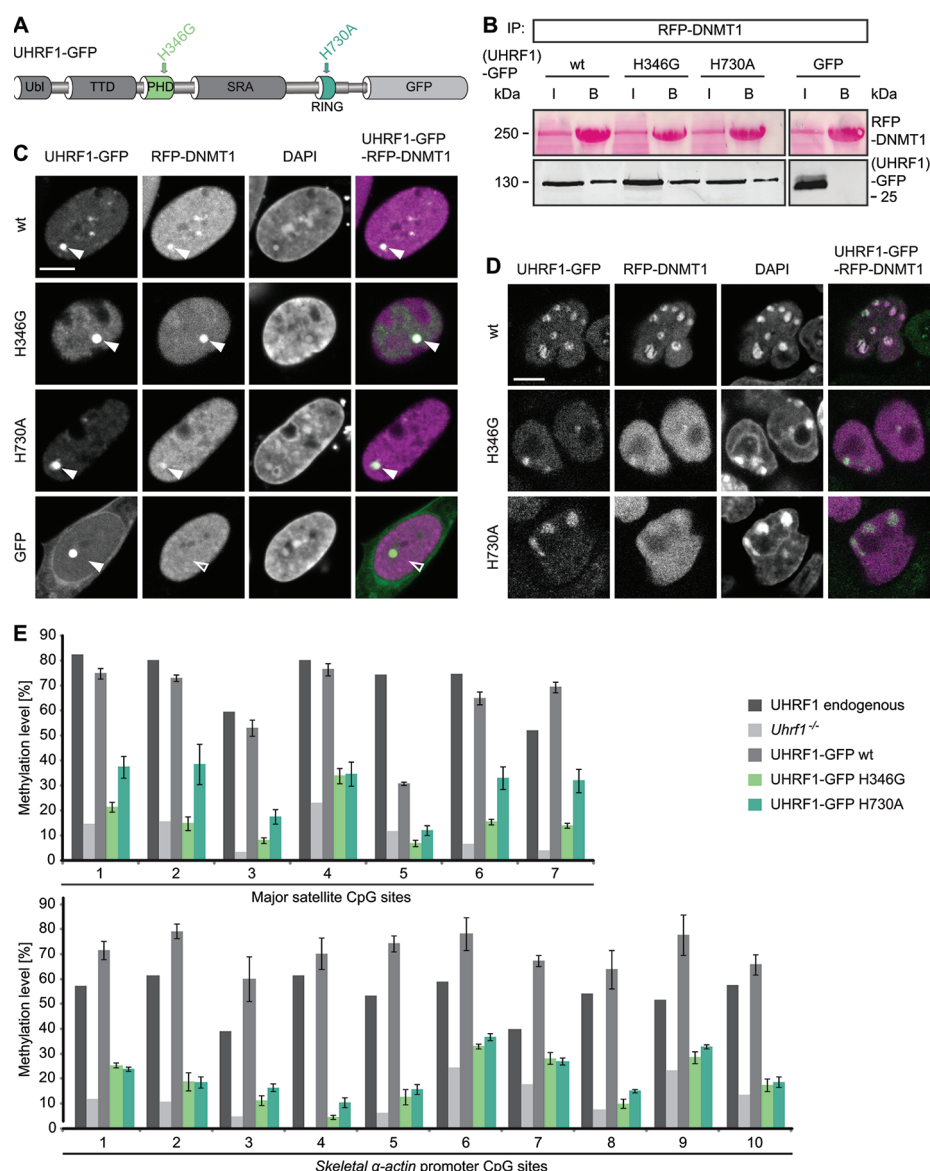 A
UHRF1-GFP
H346G
H730A
Ubl TTD PHD SRA GFP
RING
B IP: RFP-DNMT1
(UHRF1)
-GFP wt H346G H730A GFP
kDa I B I B I B I B kDa
250 RFP
-DNMT1
130 (UHRF1)
-GFP
25
C UHRF1-GFP RFP-DNMT1 DAPI UHRF1-GFP
-RFP-DNMT1
wt
H346G
H730A
GFP
D UHRF1-GFP RFP-DNMT1 DAPI UHRF1-GFP
-RFP-DNMT1
wt
H346G
H730A
E
Methylation level [%]
90
80
70
60
50
40
30
20
10
0
1 2 3 4 5 6 7
Major satellite CpG sites
UHRF1 endogenous
Uhrf1-/-
UHRF1-GFP wt
UHRF1-GFP H346G
UHRF1-GFP H730A
Methylation level [%]
90
80
70
60
50
40
30
20
10
0
1 2 3 4 5 6 7 8 9 10
Skeletal α-actin promoter CpG sites